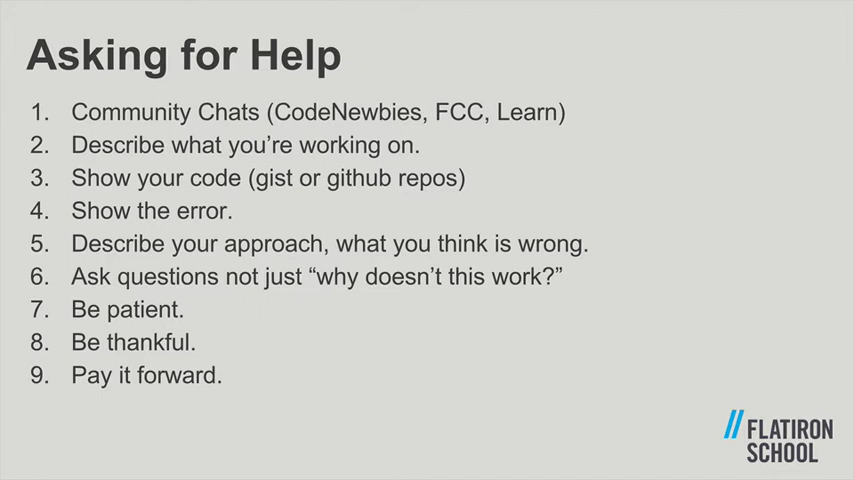 Asking for Help
1. Community Chats (CodeNewbies, FCC, Learn)
2. Describe what you’re working on.
3. Show your code (gist or github repos)
4. Show the error.
5. Describe your approach, what you think is wrong.
6. Ask questions not just “why doesn’t this work?”
7. Be patient.
8. Be thankful.
9. Pay it forward.
// FLATIRON
SCHOOL